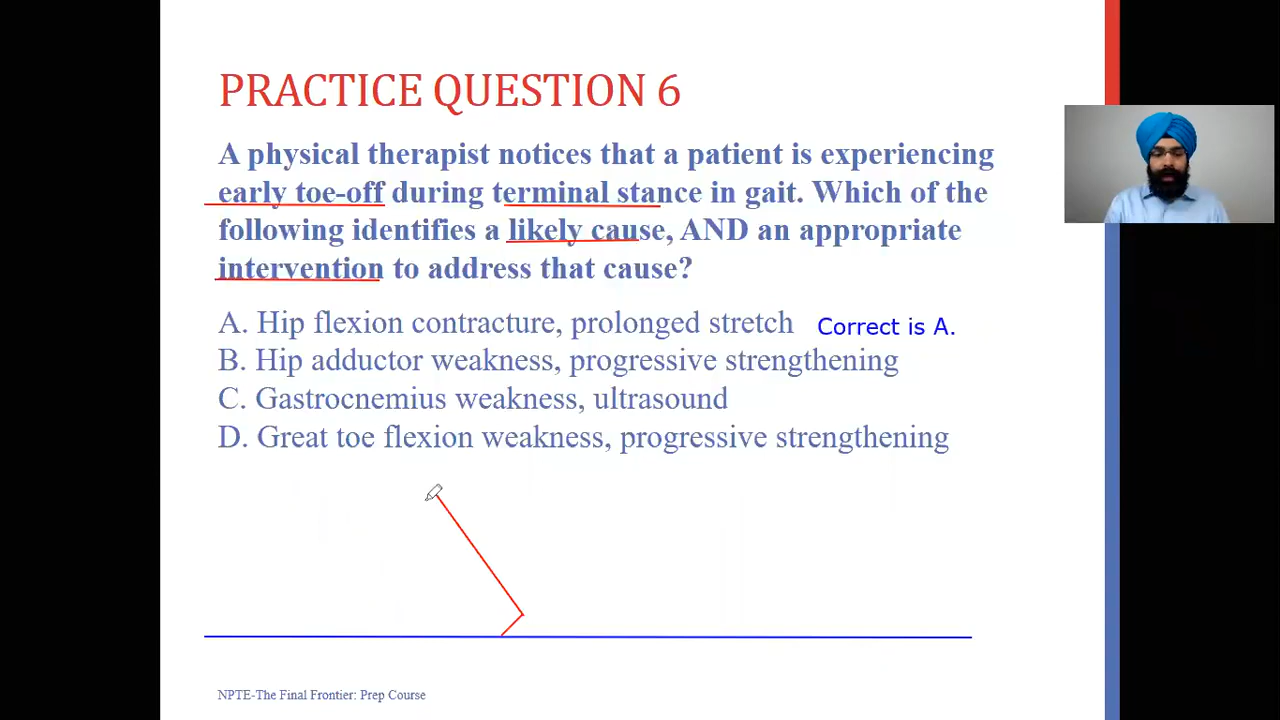 PRACTICE QUESTION 6
A physical therapist notices that a patient is experiencing
early toe-off during terminal stance in gait. Which of the
following identifies a likely cause, AND an appropriate
intervention to address that cause?
A. Hip flexion contracture, prolonged stretch Correct is A.
B. Hip adductor weakness, progressive strengthening
C. Gastrocnemius weakness, ultrasound
D. Great toe flexion weakness, progressive strengthening
NPTE-The Final Frontier: Prep Course